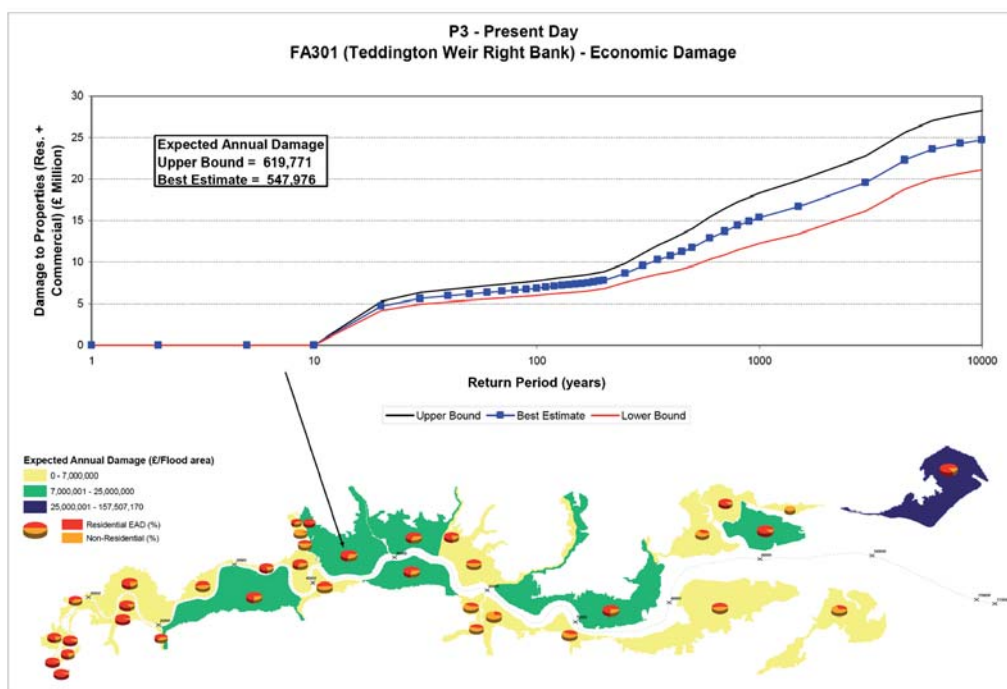 P3 - Present Day
FA301 (Teddington Weir Right Bank) - Economic Damage
Damage to Properties (Res. +
Commercial) (£ Million)
30
25
20
15
10
5
0
Expected Annual Damage
Upper Bound = 619,771
Best Estimate = 547,976
1
10
100
1000
10000
Return Period (years)
Upper Bound
Best Estimate
Lower Bound
Expected Annual Damage (£/Flood area)
0 - 7,000,000
7,000,001 - 25,000,000
25,000,001 - 157,507,170
Residential EAD (%)
Non-Residential (%)